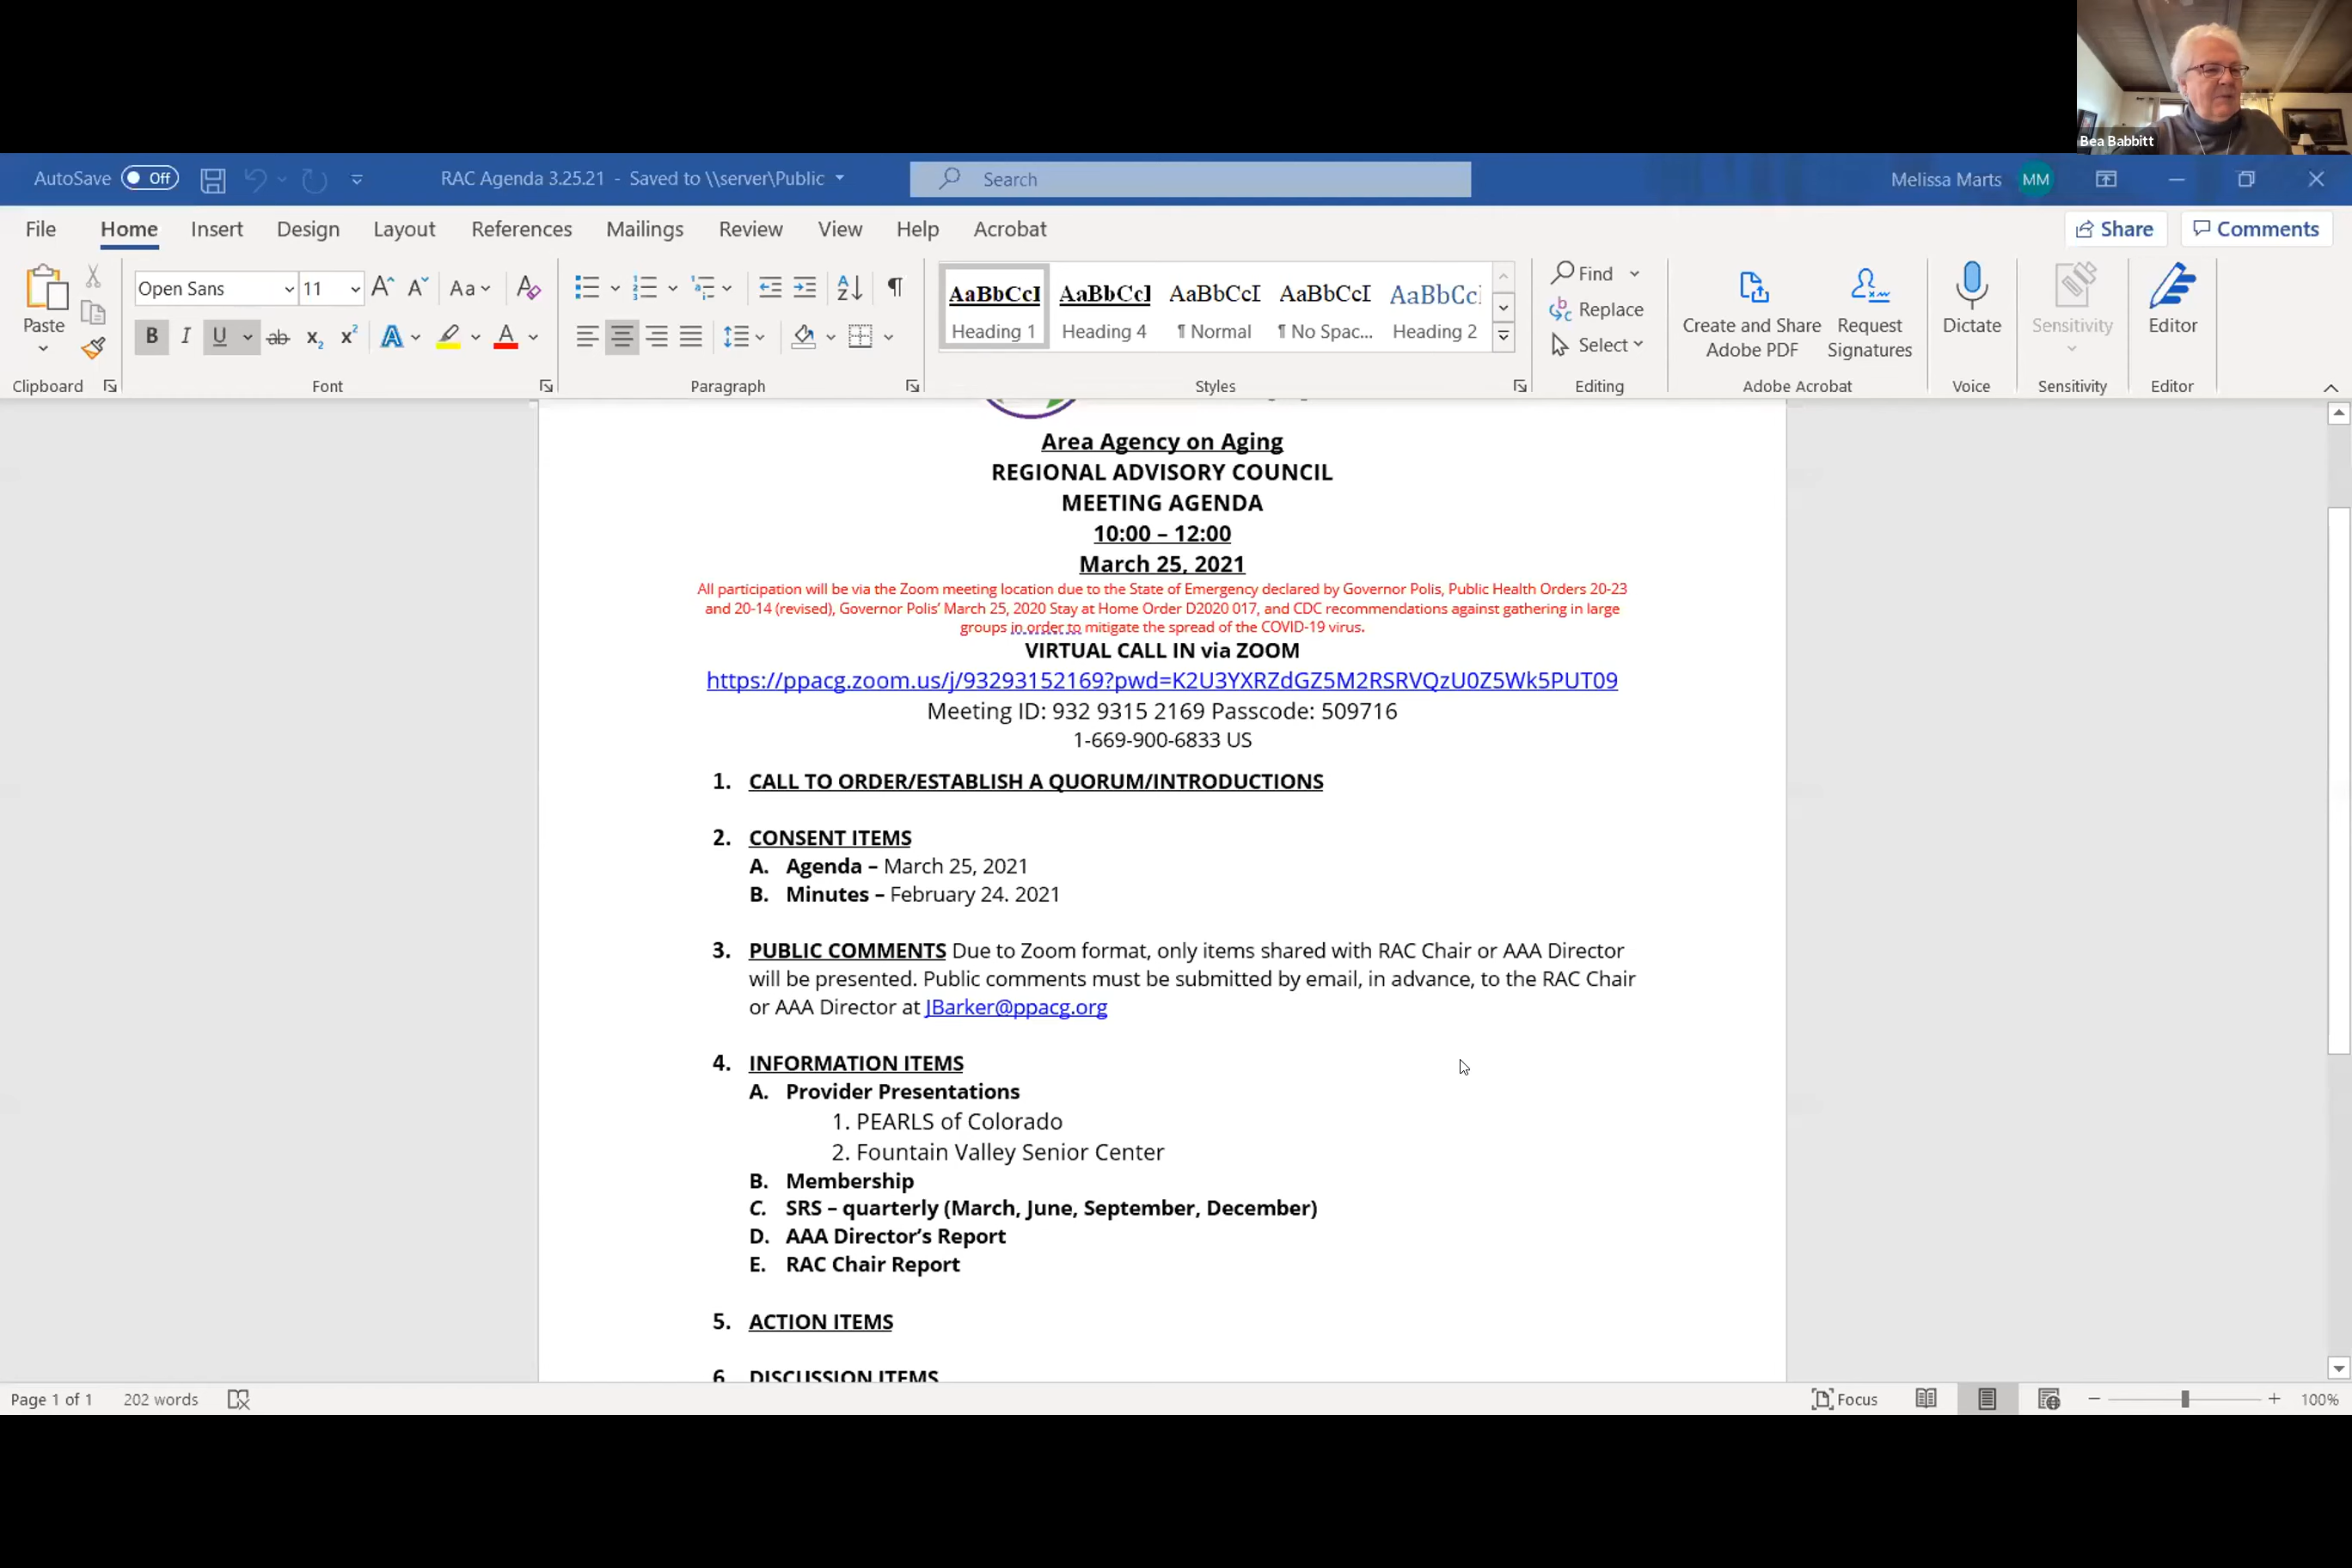 Bea Babbitt
AutoSave Off RAC Agenda 3.25.21 - Saved to \\server\Public Search Melissa Marts MM
File Home Insert Design Layout References Mailings Review View Help Acrobat Share Comments
Open Sans 11 Aa
AaBbCcI AaBbCcI AaBbCcI AaBbCcI AaBbCc
Find
Replace
Select
Paste
Heading 1 Heading 4 ¶ Normal ¶ No Spac... Heading 2
Create and Share Adobe PDF
Request Signatures
Dictate Sensitivity Editor
Clipboard Font Paragraph Styles Editing Adobe Acrobat Voice Sensitivity Editor
Area Agency on Aging
REGIONAL ADVISORY COUNCIL
MEETING AGENDA
10:00 – 12:00
March 25, 2021
All participation will be via the Zoom meeting location due to the State of Emergency declared by Governor Polis, Public Health Orders 20-23
and 20-14 (revised), Governor Polis’ March 25, 2020 Stay at Home Order D2020 017, and CDC recommendations against gathering in large
groups in order to mitigate the spread of the COVID-19 virus.
VIRTUAL CALL IN via ZOOM
https://ppacg.zoom.us/j/93293152169?pwd=K2U3YXRZdGZ5M2RSRVQzU0Z5Wk5PUT09
Meeting ID: 932 9315 2169 Passcode: 509716
1-669-900-6833 US
1. CALL TO ORDER/ESTABLISH A QUORUM/INTRODUCTIONS
2. CONSENT ITEMS
A. Agenda – March 25, 2021
B. Minutes – February 24. 2021
3. PUBLIC COMMENTS Due to Zoom format, only items shared with RAC Chair or AAA Director
will be presented. Public comments must be submitted by email, in advance, to the RAC Chair
or AAA Director at JBarker@ppacg.org
4. INFORMATION ITEMS
A. Provider Presentations
1. PEARLS of Colorado
2. Fountain Valley Senior Center
B. Membership
C. SRS – quarterly (March, June, September, December)
D. AAA Director’s Report
E. RAC Chair Report
5. ACTION ITEMS
6. DISCUSSION ITEMS
Page 1 of 1 202 words Focus 100%